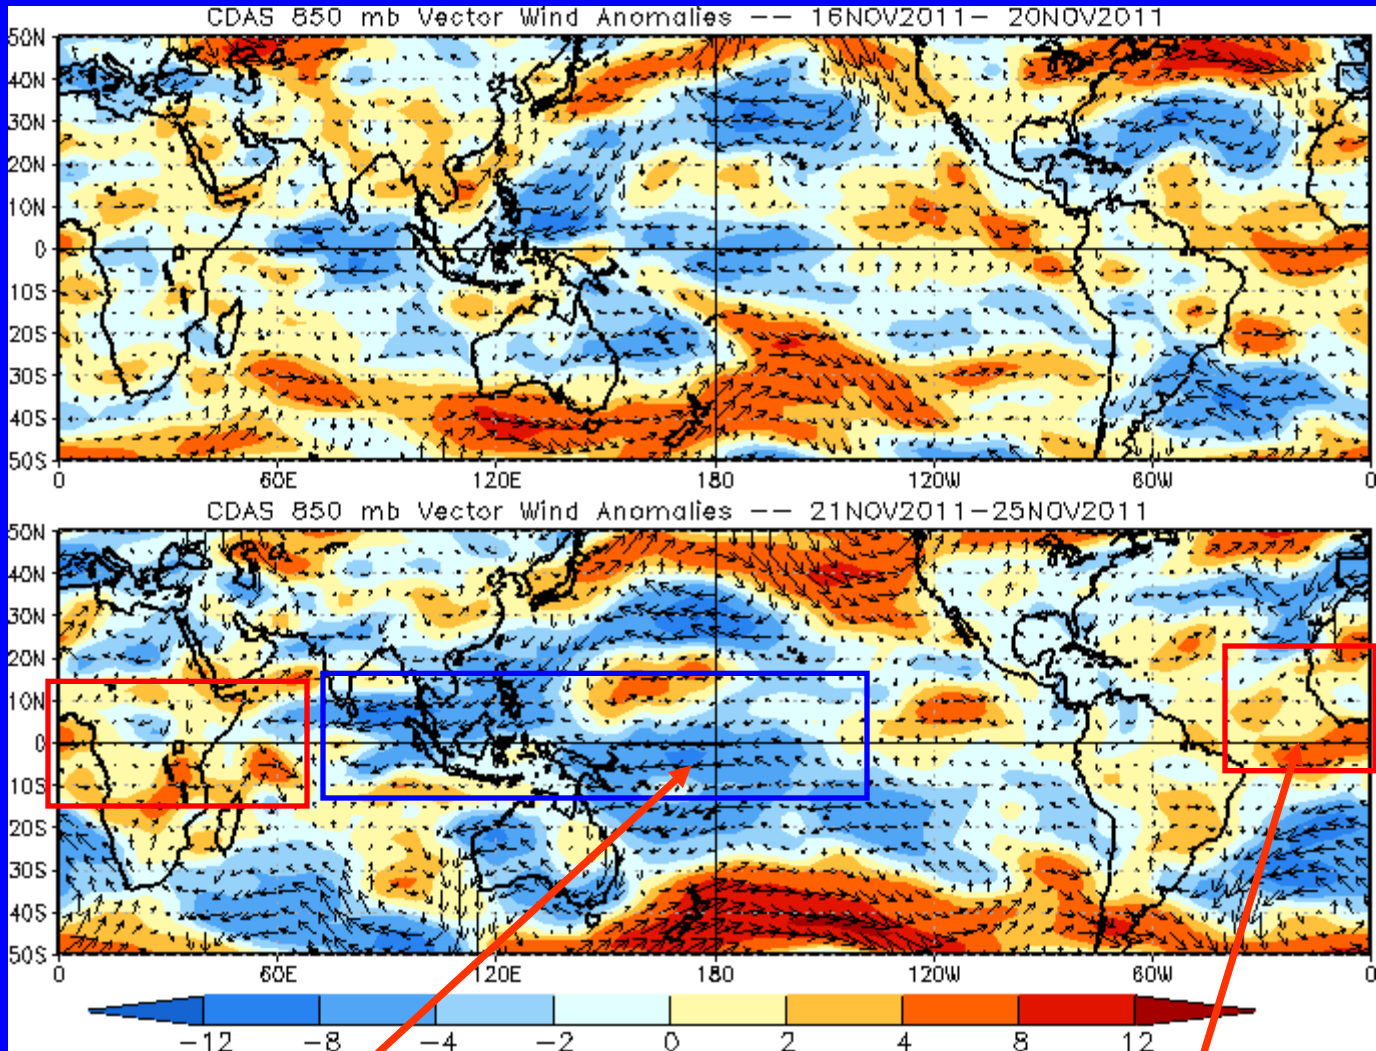 CDAS 850 mb Vector Wind Anomalies -- 16NOV2011- 20NOV2011
50N
40N
30N
20N
10N
0
10S
20S
30S
40S
50S
0 60E 120E 180 120W 60W 0
CDAS 850 mb Vector Wind Anomalies -- 21NOV2011-25NOV2011
50N
40N
30N
20N
10N
0
10S
20S
30S
40S
50S
0 60E 120E 180 120W 60W 0
-12 -8 -4 -2 0 2 4 8 12